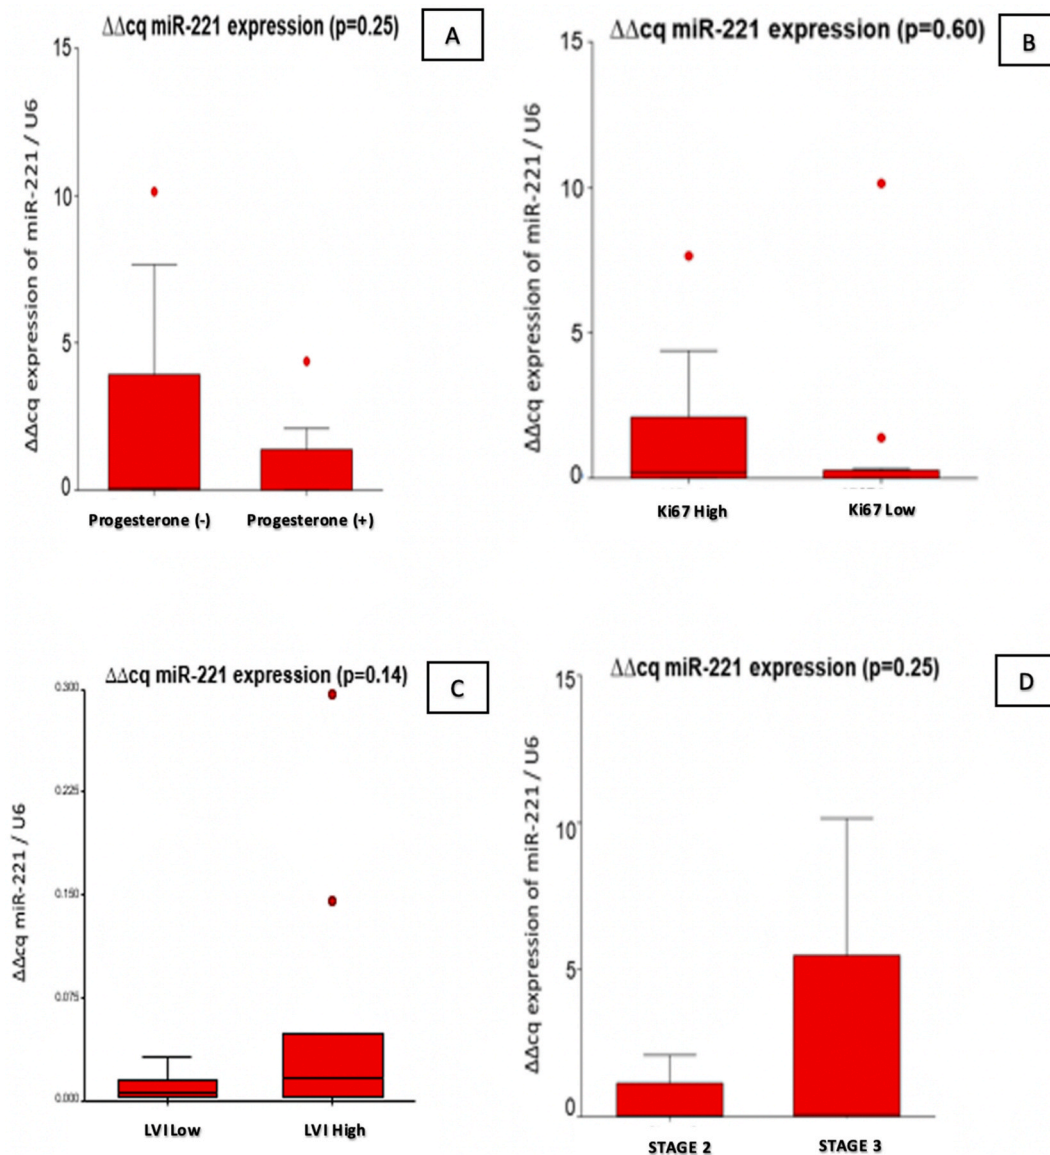 ΔΔcq miR-221 expression (p=0.25)
A
ΔΔcq expression of miR-221 / U6
15
10
5
0
Progesterone (-)
Progesterone (+)
ΔΔcq miR-221 expression (p=0.60)
B
ΔΔcq expression of miR-221 / U6
15
10
5
0
Ki67 High
Ki67 Low
ΔΔcq miR-221 expression (p=0.14)
C
ΔΔcq miR-221 / U6
0.300
0.225
0.150
0.075
0.000
LVI Low
LVI High
ΔΔcq miR-221 expression (p=0.25)
D
ΔΔcq expression of miR-221 / U6
15
10
5
0
STAGE 2
STAGE 3